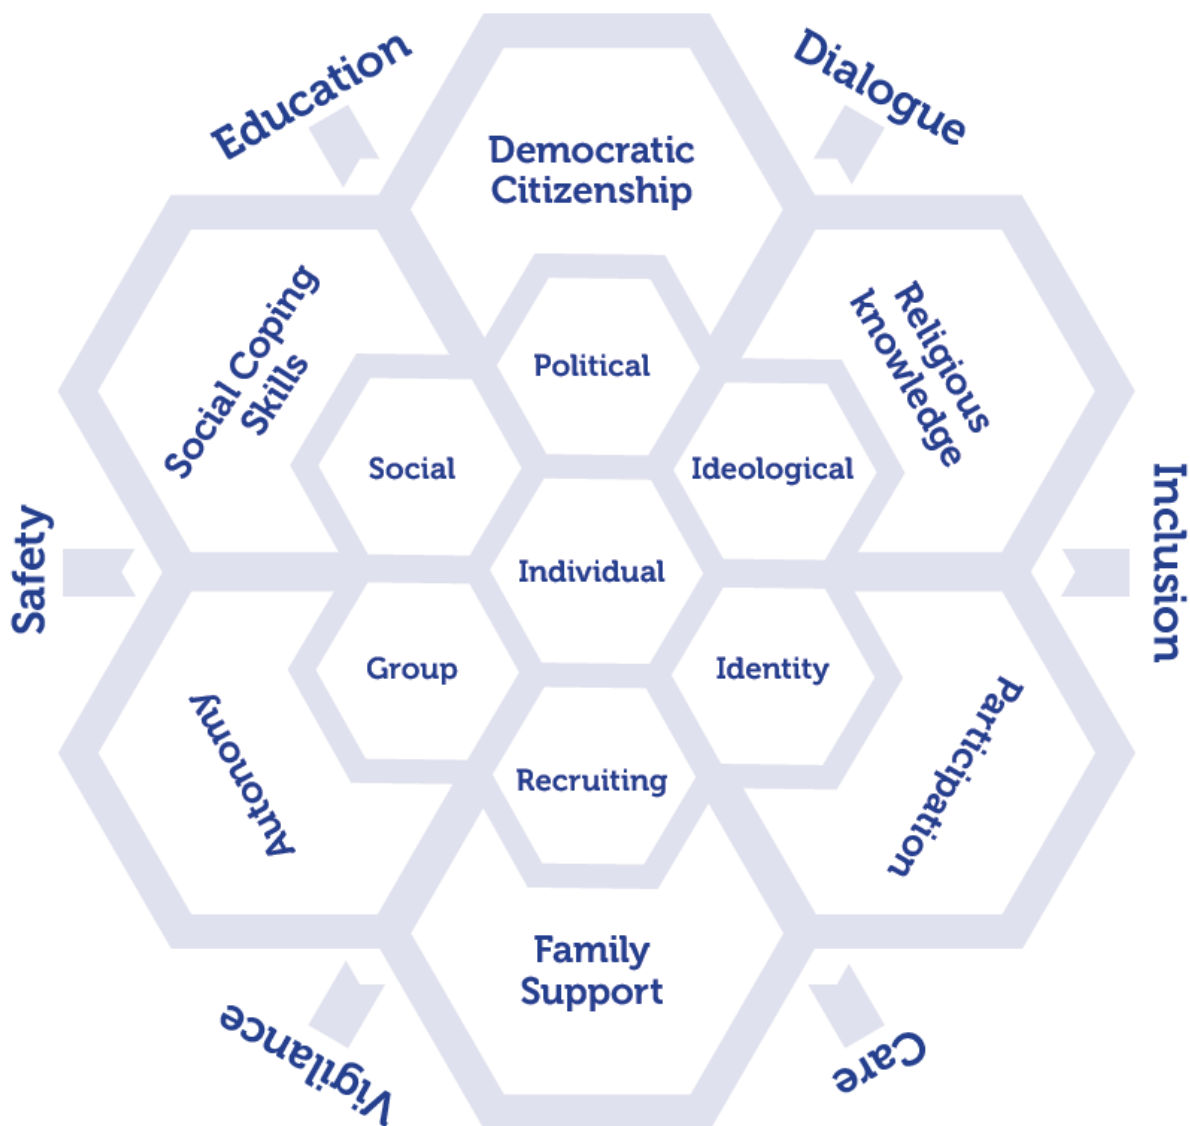 Education
Dialogue
Democratic
Citizenship
Social Coping
Skills
Religious
knowledge
Political
Social
Ideological
Safety
Individual
Inclusion
Group
Identity
Autonomy
Recruiting
Participation
Family
Support
Vigilance
Care